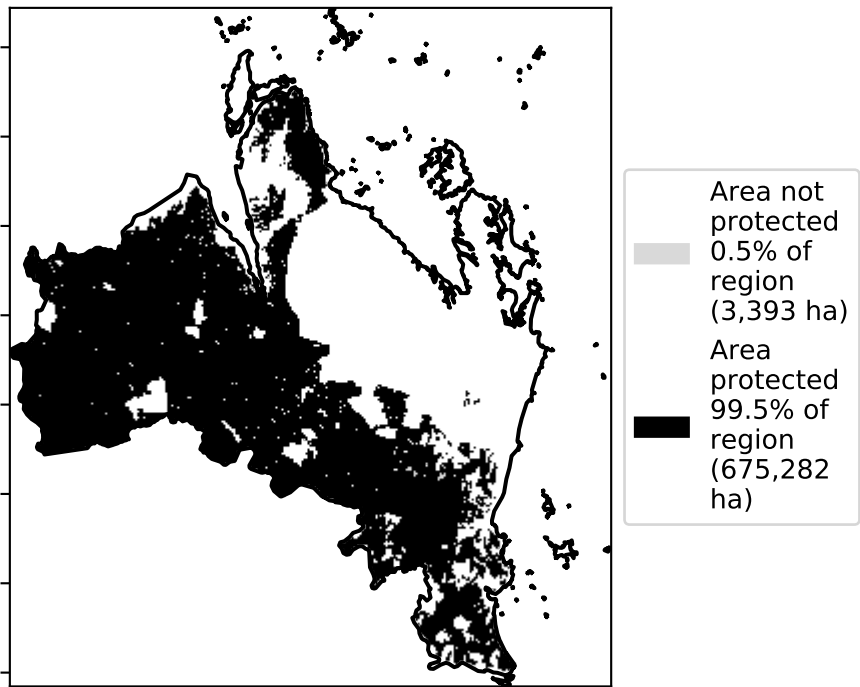 Area not
protected
0.5% of
region
(3,393 ha)
Area
protected
99.5% of
region
(675,282
ha)